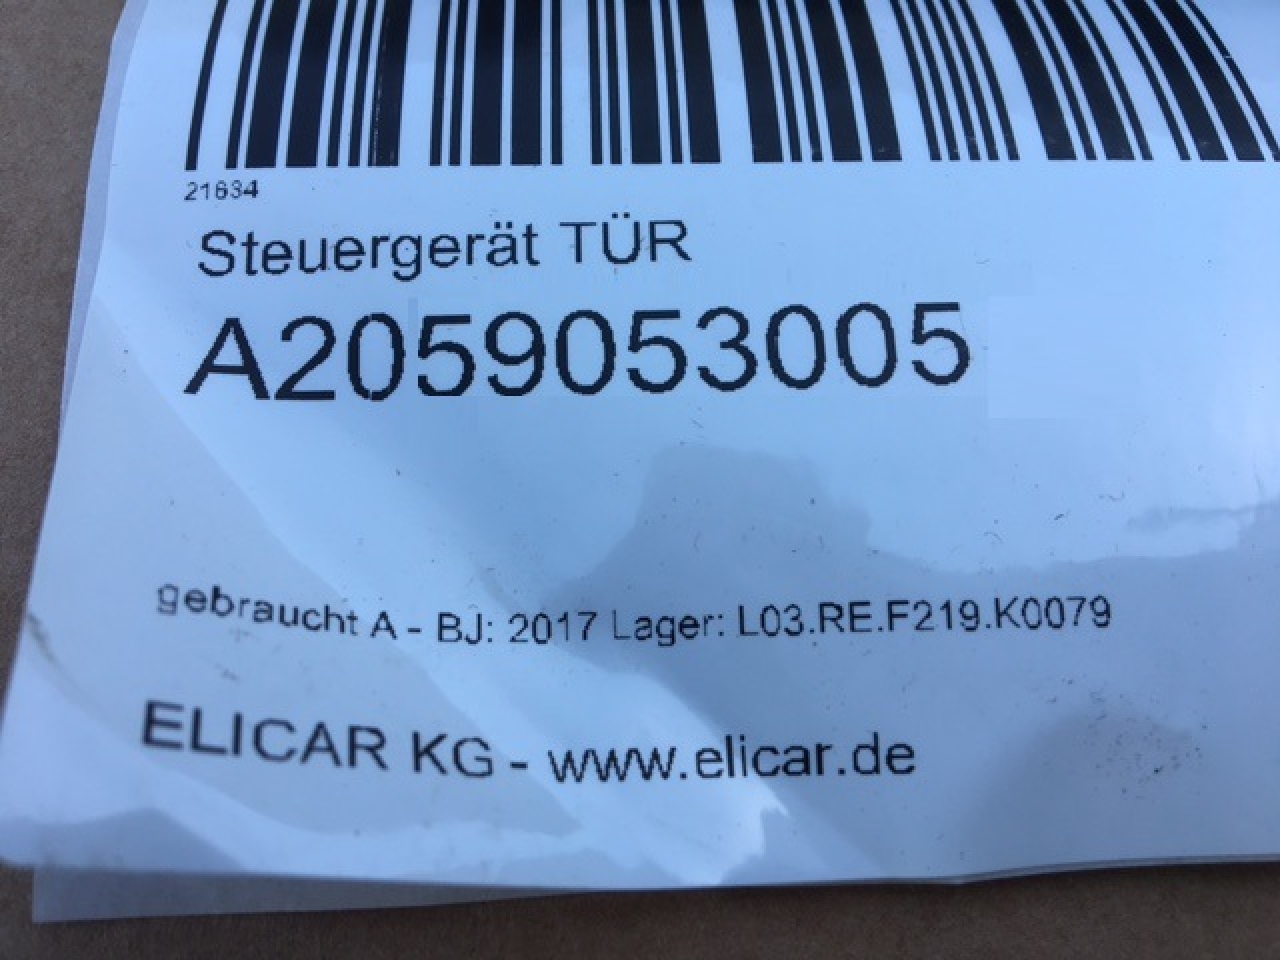 21634
Steuergerät TÜR
A2059053005
gebraucht A - BJ: 2017 Lager: L03.RE.F219.K0079
ELICAR KG - www.elicar.de